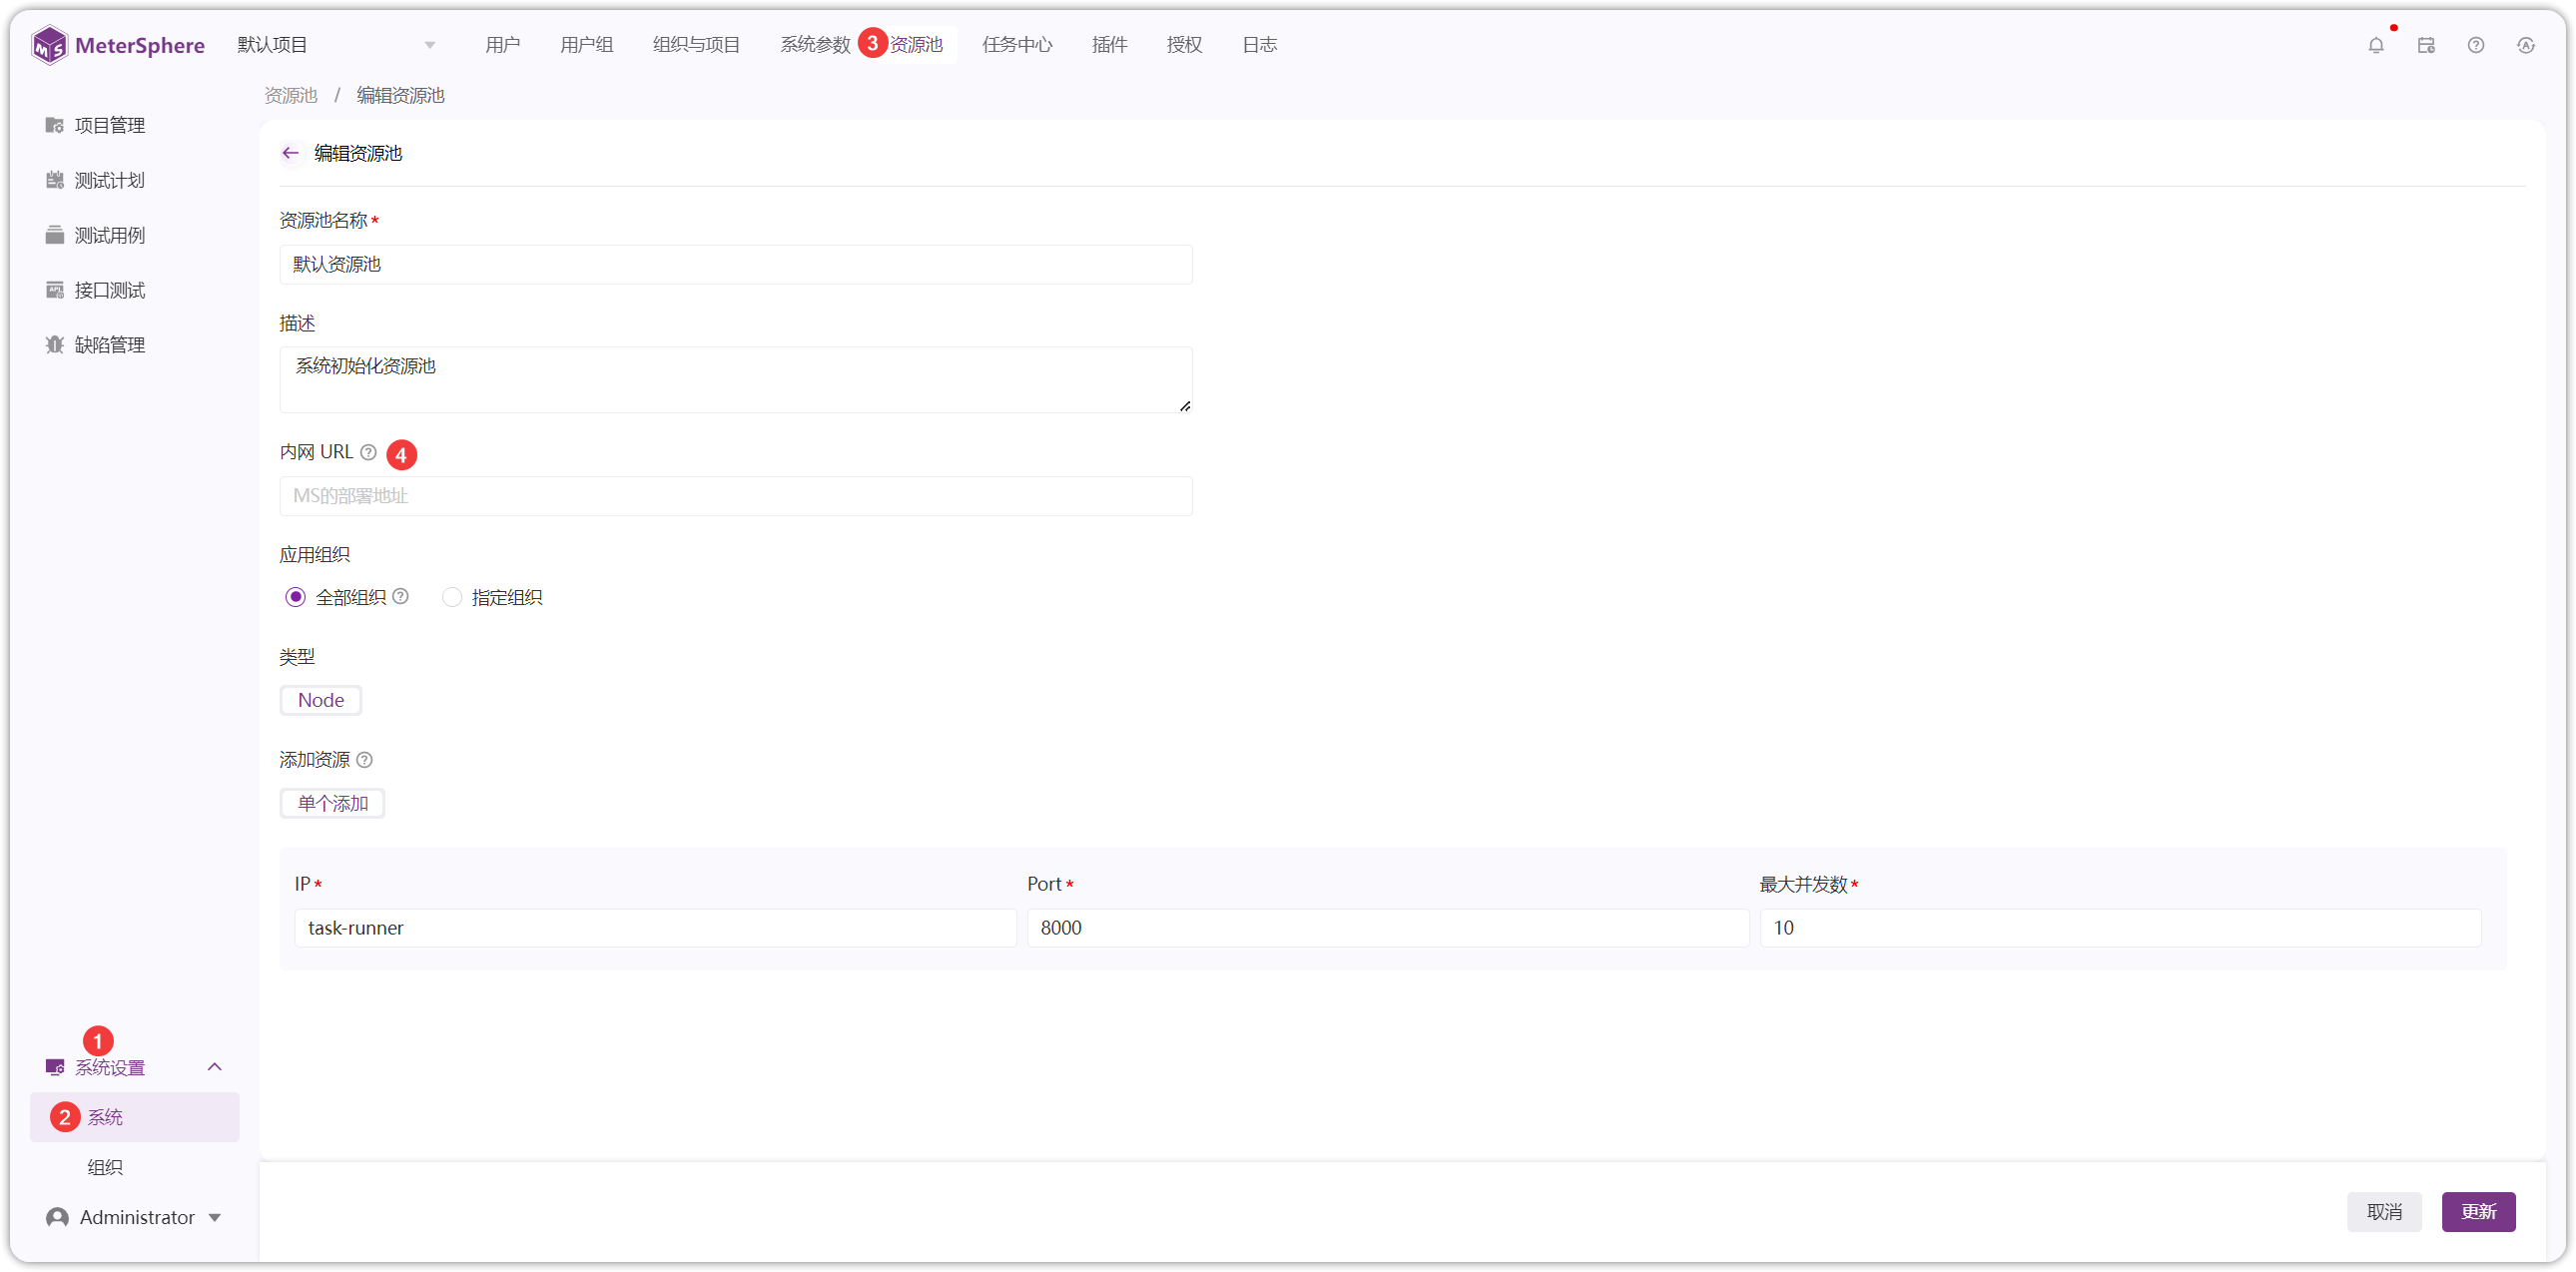 MeterSphere 默认项目 用户 用户组 组织与项目 系统参数 3 资源池 任务中心 插件 授权 日志
资源池 / 编辑资源池
项目管理
测试计划
测试用例
接口测试
缺陷管理
编辑资源池
资源池名称*
默认资源池
描述
系统初始化资源池
内网 URL ? 4
MS的部署地址
应用组织
全部组织 ? 指定组织
类型
Node
添加资源 ?
单个添加
IP* Port* 最大并发数*
task-runner 8000 10
1
系统设置
2 系统
组织
Administrator
取消 更新